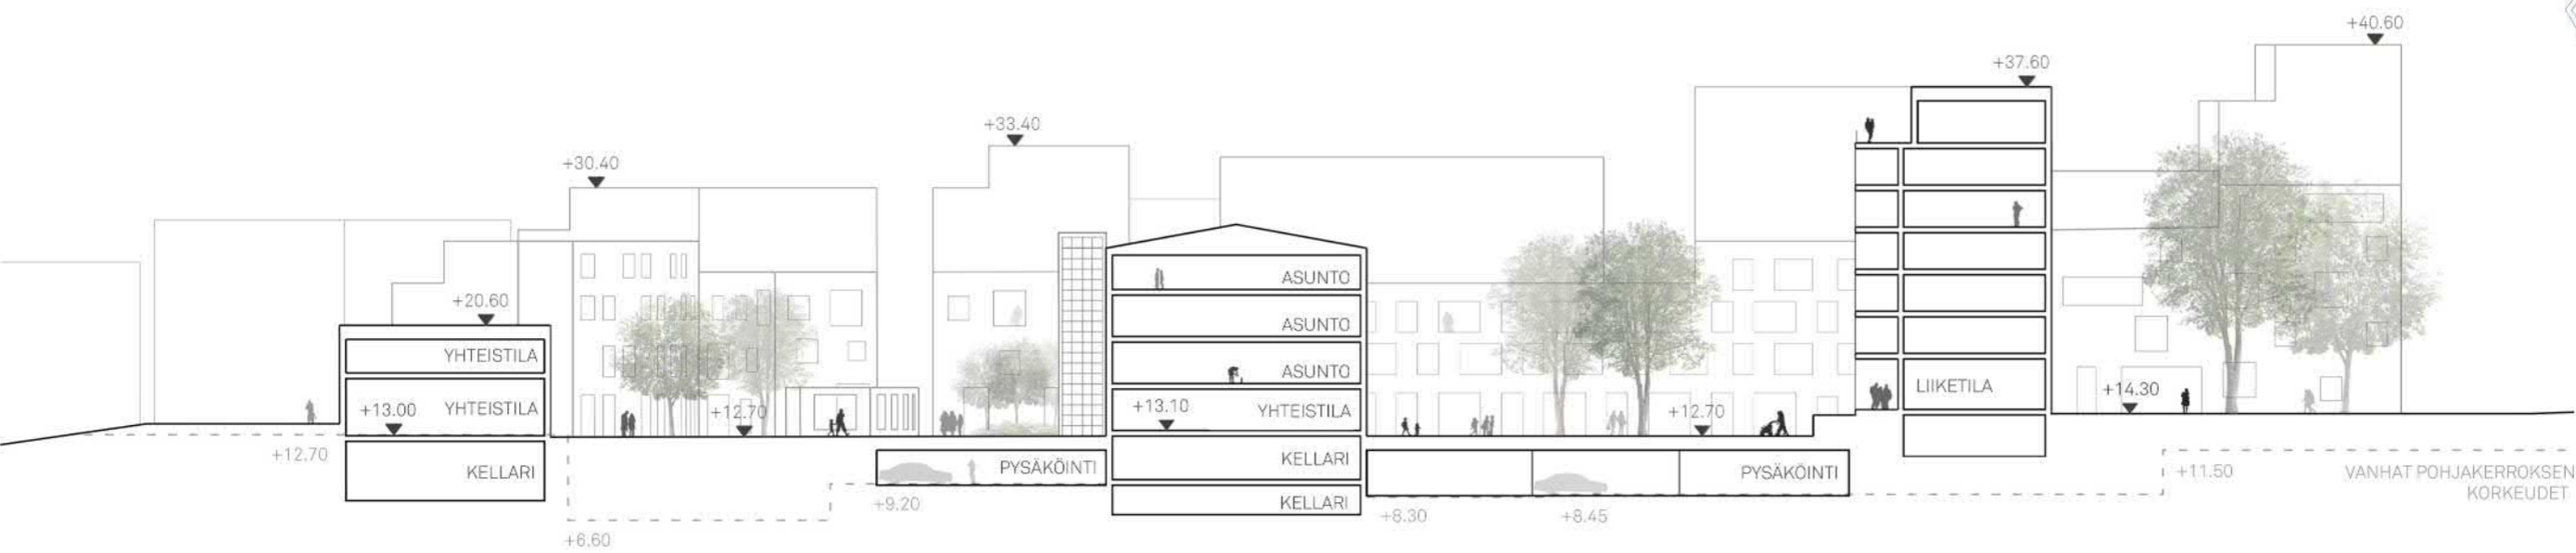 +40.60
+37.60
+33.40
+30.40
+20.60
YHTEISTILA
+13.00 YHTEISTILA
+12.70
KELLARI
+6.60
+12.70
+9.20
PYSÄKÖINTI
ASUNTO
ASUNTO
ASUNTO
+13.10 YHTEISTILA
KELLARI
KELLARI
+8.30
+8.45
+12.70
PYSÄKÖINTI
LIIKETILA
+14.30
+11.50
VANHAT POHJAKERROKSEN
KORKEUDET